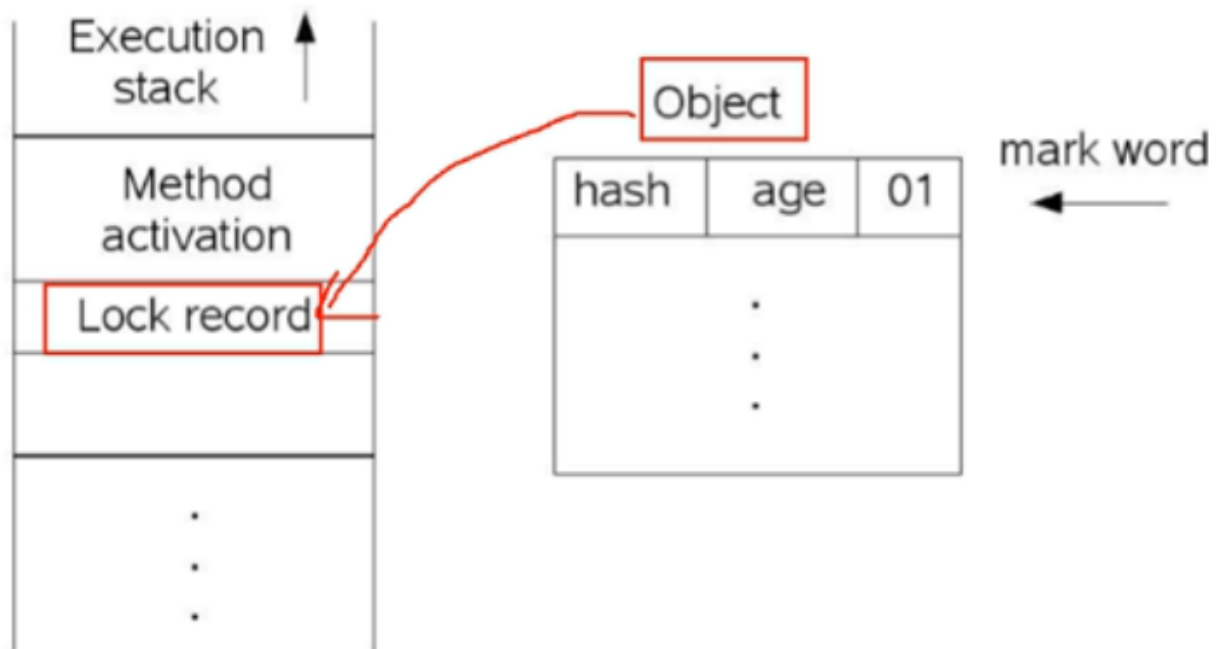 Execution
stack
Method
activation
Lock record
Object
mark word
hash age 01